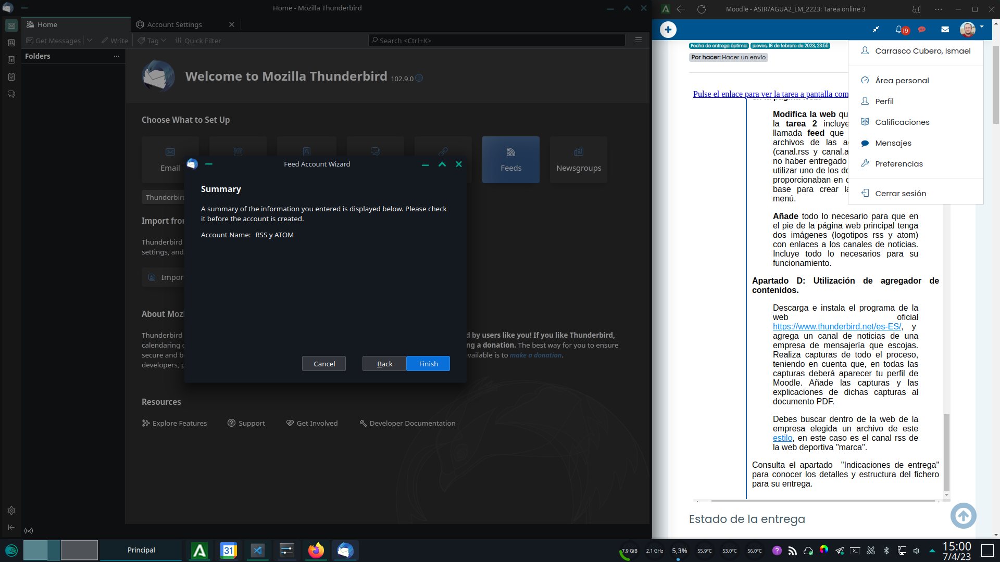 Home - Mozilla Thunderbird
Home
Account Settings
Get Messages
Write
Tag
Quick Filter
Search <Ctrl+K>
Folders
Welcome to Mozilla Thunderbird 102.9.0
Choose What to Set Up
Email
Feeds
Newsgroups
Thunderbird
Import from
Thunderbird
settings, and
Import
About Mozi
Thunderbird
calendaring
secure and b
developers, p
d by users like you! If you like Thunderbird,
ng a donation. The best way for you to ensure
vailable is to make a donation.
Resources
Explore Features
Support
Get Involved
Developer Documentation
Feed Account Wizard
Summary
A summary of the information you entered is displayed below. Please check
it before the account is created.
Account Name: RSS y ATOM
Cancel
Back
Finish
Moodle - ASIR/AGUA2_LM_2223: Tarea online 3
19
Fecha de entrega óptima: jueves, 16 de febrero de 2023, 23:55
Por hacer: Hacer un envío
Pulse el enlace para ver la tarea a pantalla com
Modifica la web qu
la tarea 2 incluye
llamada feed que
archivos de las a
(canal.rss y canal.a
no haber entregado
utilizar uno de los do
proporcionaban en
base para crear la
menú.
Añade todo lo necesario para que en
el pie de la página web principal tenga
dos imágenes (logotipos rss y atom)
con enlaces a los canales de noticias.
Incluye todo lo necesarios para su
funcionamiento.
Apartado D: Utilización de agregador de
contenidos.
Descarga e instala el programa de la
web oficial
https://www.thunderbird.net/es-ES/, y
agrega un canal de noticias de una
empresa de mensajería que escojas.
Realiza capturas de todo el proceso,
teniendo en cuenta que, en todas las
capturas deberá aparecer tu perfil de
Moodle. Añade las capturas y las
explicaciones de dichas capturas al
documento PDF.
Debes buscar dentro de la web de la
empresa elegida un archivo de este
estilo, en este caso es el canal rss de
la web deportiva "marca".
Consulta el apartado "Indicaciones de entrega"
para conocer los detalles y estructura del fichero
para su entrega.
Estado de la entrega
Carrasco Cubero, Ismael
Área personal
Perfil
Calificaciones
Mensajes
Preferencias
Cerrar sesión
Principal
31
7,9 GiB
2,1 GHz
5,3%
55,9°C
53,0°C
56,0°C
15:00
7/4/23